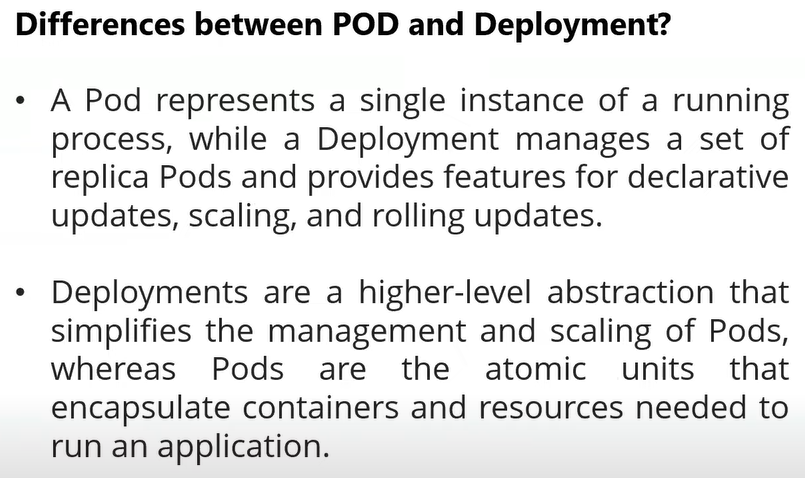 Differences between POD and Deployment?
• A Pod represents a single instance of a running
process, while a Deployment manages a set of
replica Pods and provides features for declarative
updates, scaling, and rolling updates.
• Deployments are a higher-level abstraction that
simplifies the management and scaling of Pods,
whereas Pods are the atomic units that
encapsulate containers and resources needed to
run an application.